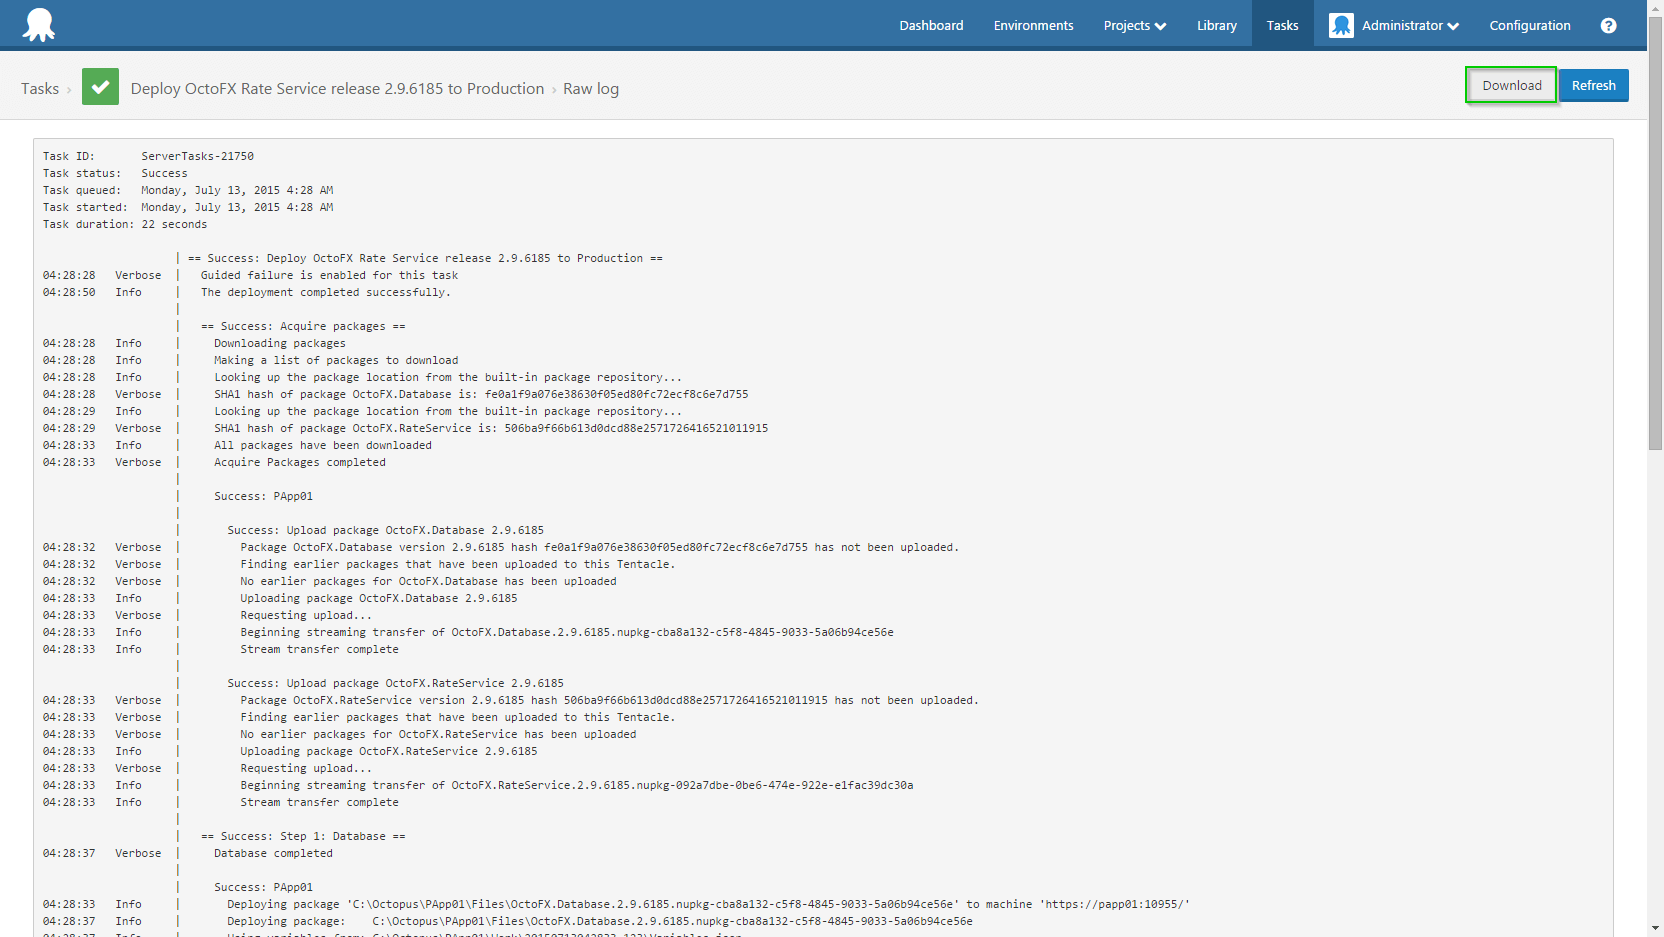 Dashboard Environments Projects Library Tasks Administrator Configuration ?
Tasks › Deploy OctoFX Rate Service release 2.9.6185 to Production › Raw log Download Refresh
Task ID: ServerTasks-21750
Task status: Success
Task queued: Monday, July 13, 2015 4:28 AM
Task started: Monday, July 13, 2015 4:28 AM
Task duration: 22 seconds
| == Success: Deploy OctoFX Rate Service release 2.9.6185 to Production ==
04:28:28 Verbose | Guided failure is enabled for this task
04:28:50 Info | The deployment completed successfully.
|
| == Success: Acquire packages ==
04:28:28 Info | Downloading packages
04:28:28 Info | Making a list of packages to download
04:28:28 Info | Looking up the package location from the built-in package repository...
04:28:28 Verbose | SHA1 hash of package OctoFX.Database is: fe0a1f9a076e38630f05ed80fc72ecf8c6e7d755
04:28:29 Info | Looking up the package location from the built-in package repository...
04:28:29 Verbose | SHA1 hash of package OctoFX.RateService is: 506ba9f66b613d0dcd88e2571726416521011915
04:28:33 Info | All packages have been downloaded
04:28:33 Verbose | Acquire Packages completed
|
| Success: PApp01
|
| Success: Upload package OctoFX.Database 2.9.6185
04:28:32 Verbose | Package OctoFX.Database version 2.9.6185 hash fe0a1f9a076e38630f05ed80fc72ecf8c6e7d755 has not been uploaded.
04:28:32 Verbose | Finding earlier packages that have been uploaded to this Tentacle.
04:28:32 Verbose | No earlier packages for OctoFX.Database has been uploaded
04:28:33 Info | Uploading package OctoFX.Database 2.9.6185
04:28:33 Verbose | Requesting upload...
04:28:33 Info | Beginning streaming transfer of OctoFX.Database.2.9.6185.nupkg-cba8a132-c5f8-4845-9033-5a06b94ce56e
04:28:33 Info | Stream transfer complete
|
| Success: Upload package OctoFX.RateService 2.9.6185
04:28:33 Verbose | Package OctoFX.RateService version 2.9.6185 hash 506ba9f66b613d0dcd88e2571726416521011915 has not been uploaded.
04:28:33 Verbose | Finding earlier packages that have been uploaded to this Tentacle.
04:28:33 Verbose | No earlier packages for OctoFX.RateService has been uploaded
04:28:33 Info | Uploading package OctoFX.RateService 2.9.6185
04:28:33 Verbose | Requesting upload...
04:28:33 Info | Beginning streaming transfer of OctoFX.RateService.2.9.6185.nupkg-092a7dbe-0be6-474e-922e-e1fac39dc30a
04:28:33 Info | Stream transfer complete
|
| == Success: Step 1: Database ==
04:28:37 Verbose | Database completed
|
| Success: PApp01
04:28:33 Info | Deploying package 'C:\Octopus\PApp01\Files\OctoFX.Database.2.9.6185.nupkg-cba8a132-c5f8-4845-9033-5a06b94ce56e' to machine 'https://papp01:10955/'
04:28:37 Info | Deploying package: C:\Octopus\PApp01\Files\OctoFX.Database.2.9.6185.nupkg-cba8a132-c5f8-4845-9033-5a06b94ce56e
04:28:37 Info | Using variables from: